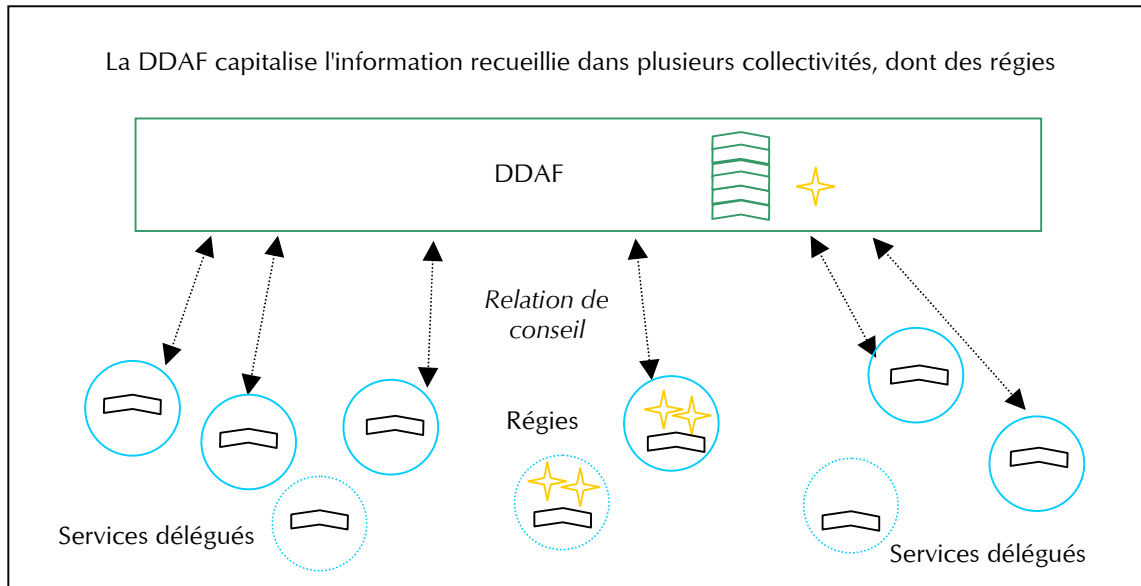 La DDAF capitalise l'information recueillie dans plusieurs collectivités, dont des régies
DDAF
Relation de
conseil
Régies
Services délégués
Services délégués